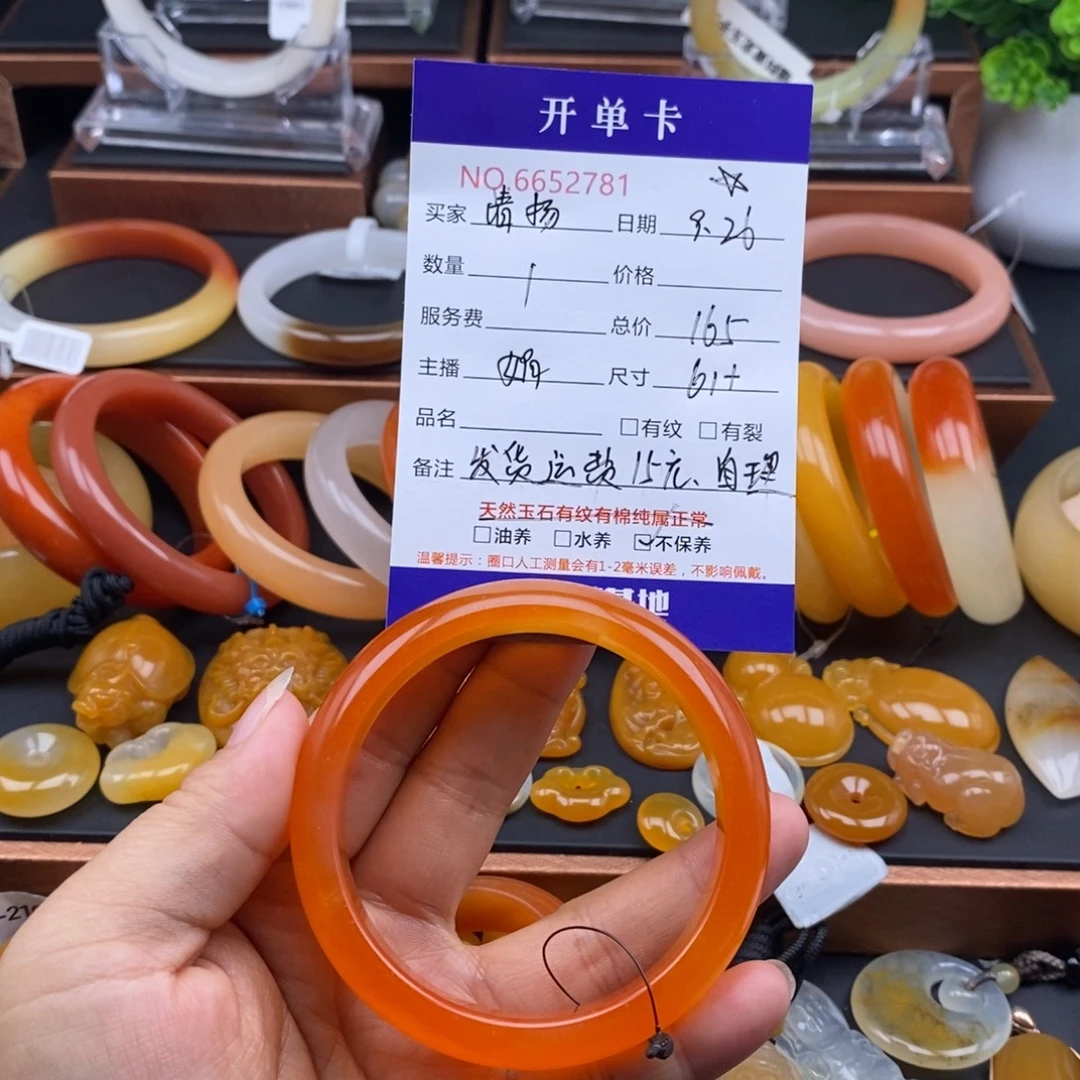 开单卡
NO.6652781
买家 晴杨 日期 9.26
数量 1 价格
服务费 总价 165
主播 尺寸 61+
品名 □有纹 □有裂
备注 发货运费15元、自理
天然玉石有纹有棉纯属正常
□油养 □水养 ☑不保养
温馨提示：圈口人工测量会有1-2毫米误差，不影响佩戴。
基地